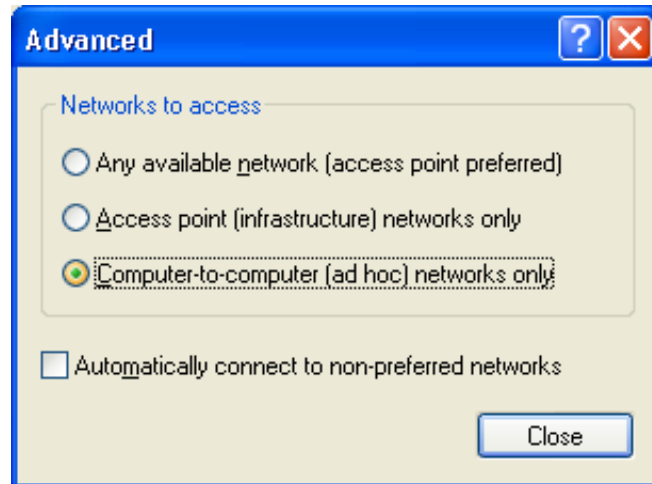 Advanced
Networks to access
Any available network (access point preferred)
Access point (infrastructure) networks only
Computer-to-computer (ad hoc) networks only
Automatically connect to non-preferred networks
Close